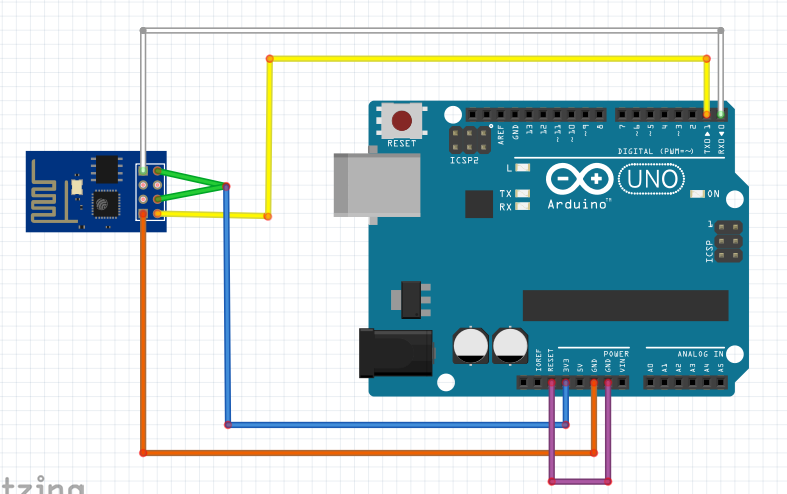 RESET
ICSP2
AREF
GND
13
12
~11
~10
~9
8
7
~6
~5
4
~3
2
TX0▶1
RX0◀0
DIGITAL (PWM=~)
L
TX
RX
UNO
Arduino™
ON
1
ICSP
IOREF
RESET
3V3
5V
GND
GND
VIN
POWER
ANALOG IN
A0
A1
A2
A3
A4
A5
tzing